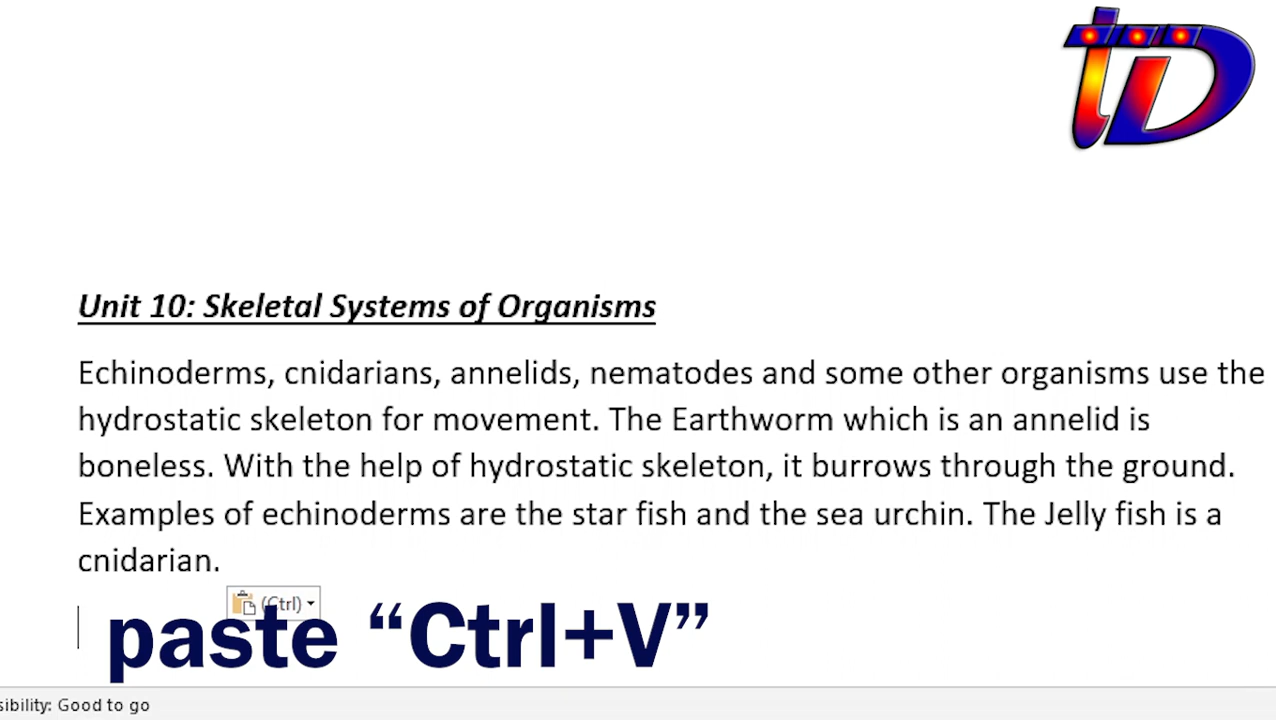 tD
Unit 10: Skeletal Systems of Organisms
Echinoderms, cnidarians, annelids, nematodes and some other organisms use the
hydrostatic skeleton for movement. The Earthworm which is an annelid is
boneless. With the help of hydrostatic skeleton, it burrows through the ground.
Examples of echinoderms are the star fish and the sea urchin. The Jelly fish is a
cnidarian.
(Ctrl)
paste “Ctrl+V”
sibility: Good to go